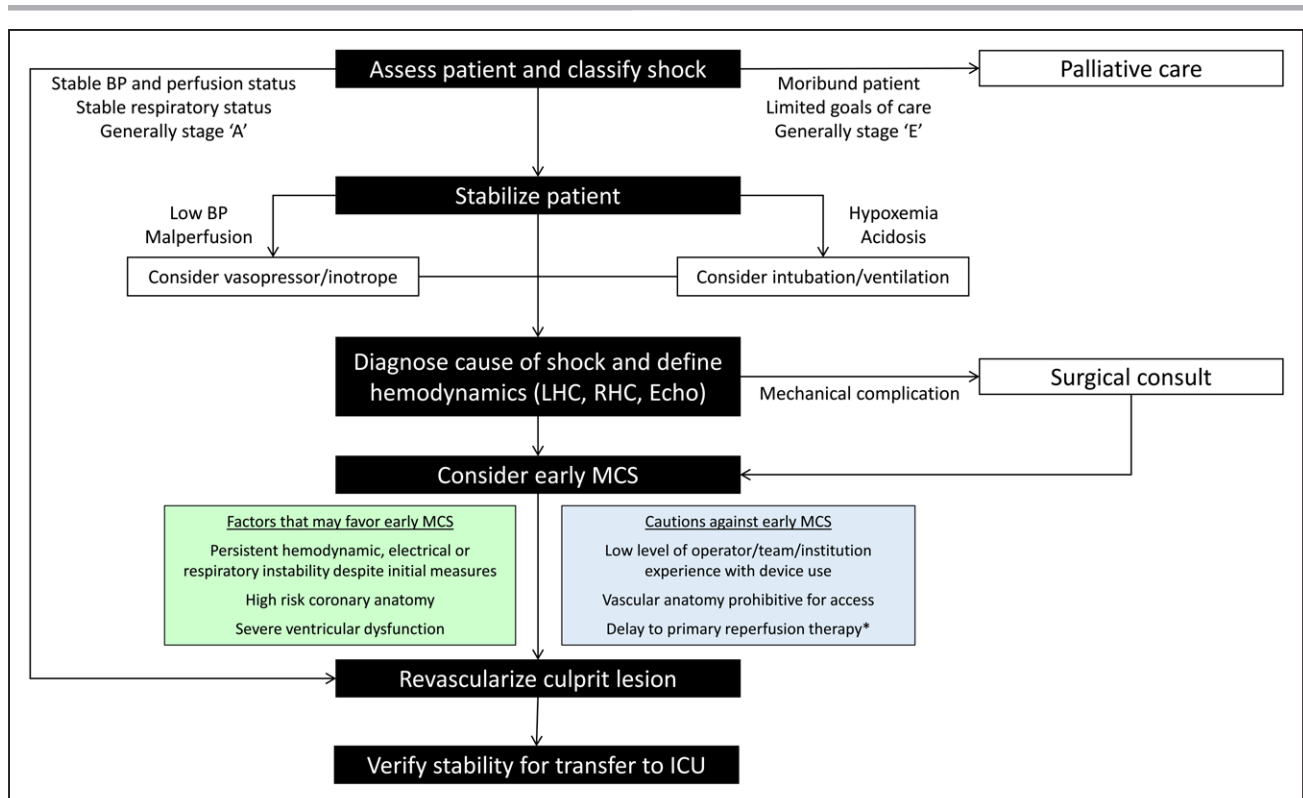 Assess patient and classify shock
Stable BP and perfusion status
Stable respiratory status
Generally stage ‘A’
Moribund patient
Limited goals of care
Generally stage ‘E’
Palliative care
Stabilize patient
Low BP
Malperfusion
Hypoxemia
Acidosis
Consider vasopressor/inotrope
Consider intubation/ventilation
Diagnose cause of shock and define
hemodynamics (LHC, RHC, Echo)
Mechanical complication
Surgical consult
Consider early MCS
Factors that may favor early MCS
Persistent hemodynamic, electrical or
respiratory instability despite initial measures
High risk coronary anatomy
Severe ventricular dysfunction
Cautions against early MCS
Low level of operator/team/institution
experience with device use
Vascular anatomy prohibitive for access
Delay to primary reperfusion therapy*
Revascularize culprit lesion
Verify stability for transfer to ICU